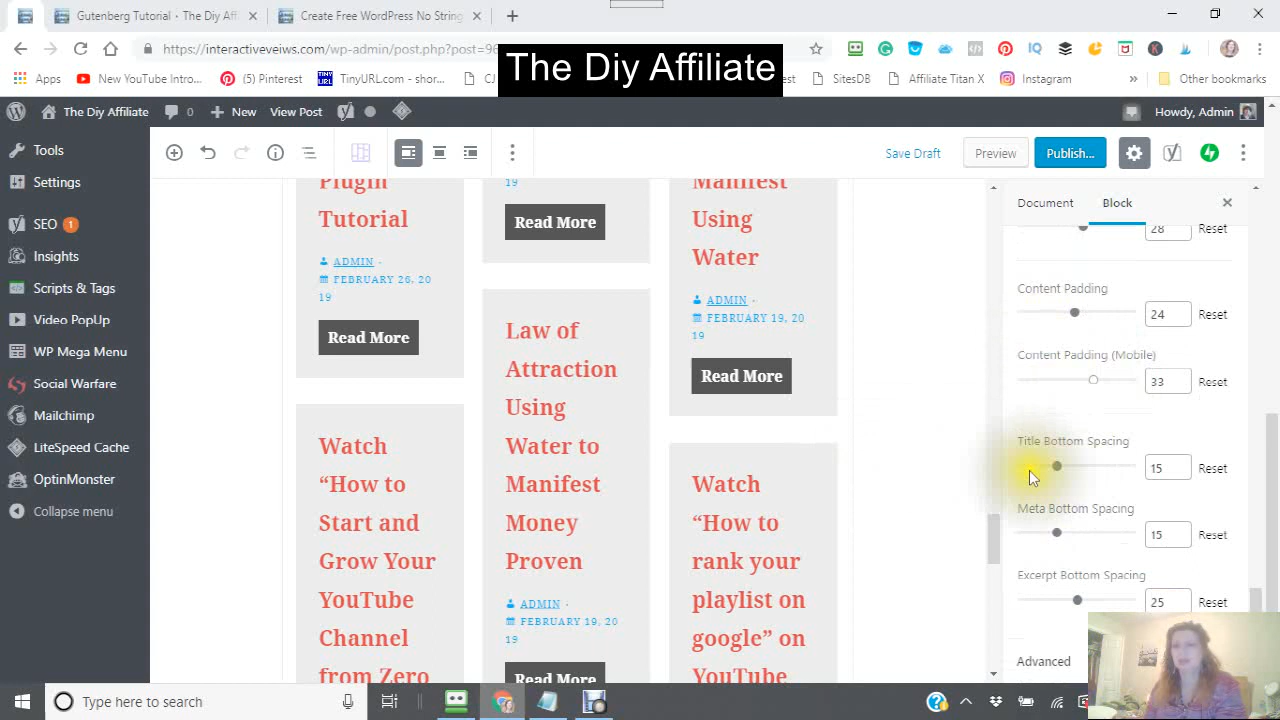 Gutenberg Tutorial - The Diy Affili
Create Free WordPress No String
https://interactiveveiws.com/wp-admin/post.php?post=96
The Diy Affiliate
Apps
New YouTube Intro...
(5) Pinterest
TinyURL.com - shor...
CJ
SitesDB
Affiliate Titan X
Instagram
»
Other bookmarks
The DIY Affiliate
0
New
View Post
Howdy, Admin
Tools
Settings
SEO 1
Insights
Scripts & Tags
Video PopUp
WP Mega Menu
Social Warfare
Mailchimp
LiteSpeed Cache
OptinMonster
Collapse menu
Save Draft
Preview
Publish...
Plugin
Tutorial
ADMIN -
FEBRUARY 26, 20
19
Read More
Watch
“How to
Start and
Grow Your
YouTube
Channel
from Zero
19
Read More
Law of
Attraction
Using
Water to
Manifest
Money
Proven
ADMIN -
FEBRUARY 19, 20
19
Read More
Manifest
Using
Water
ADMIN -
FEBRUARY 19, 20
19
Read More
Watch
“How to
rank your
playlist on
google” on
YouTube
Document
Block
28 Reset
Content Padding
24 Reset
Content Padding (Mobile)
33 Reset
Title Bottom Spacing
15 Reset
Meta Bottom Spacing
15 Reset
Excerpt Bottom Spacing
25 Reset
Advanced
Type here to search